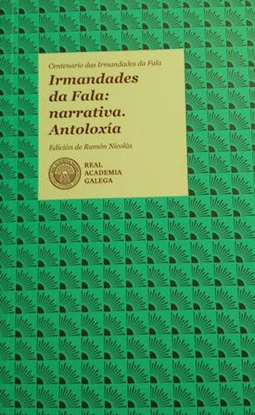 Centenario das Irmandades da Fala
Irmandades
da Fala:
narrativa.
Antoloxía
Edición de Ramón Nicolás
REAL
ACADEMIA
GALEGA